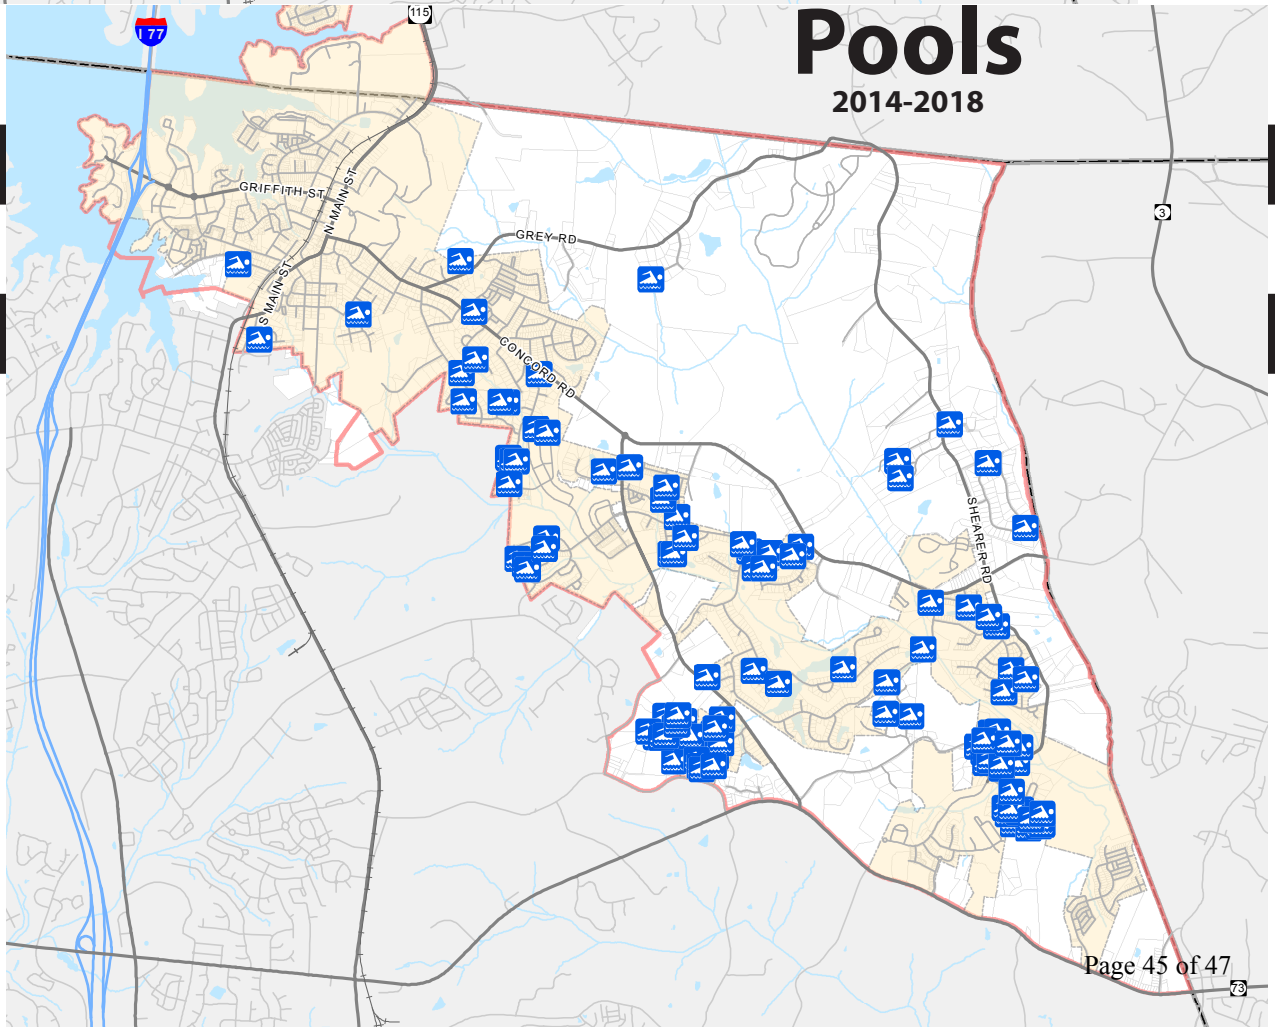 115
I 77
Pools
2014-2018
GRIFFITH ST
N MAIN ST
3
GREY RD
S MAIN ST
CONCORD RD
SHEARER RD
Page 45 of 47
73